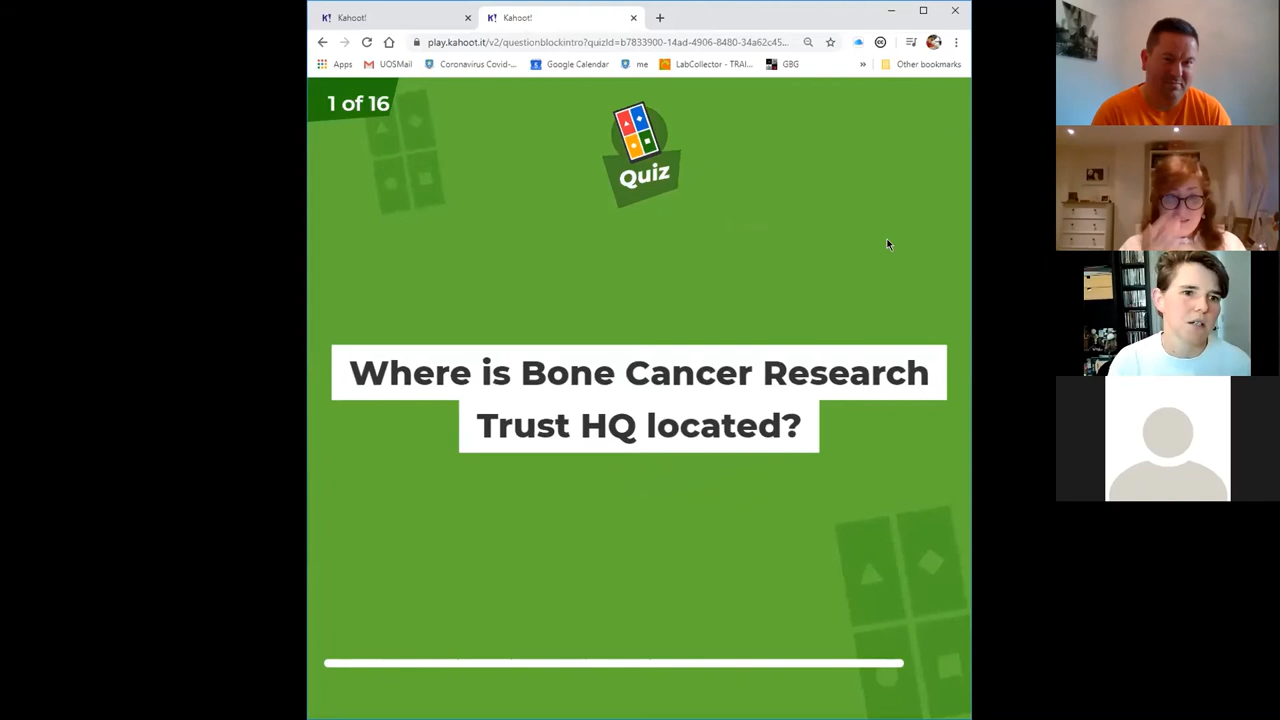 Kahoot!
Kahoot!
play.kahoot.it/v2/questionblockintro?quizId=b7833900-14ad-4906-8480-34a62c45...
Apps
UOSMail
Coronavirus Covid-...
Google Calendar
me
LabCollector - TRAI...
GBG
»
Other bookmarks
1 of 16
Quiz
Where is Bone Cancer Research
Trust HQ located?